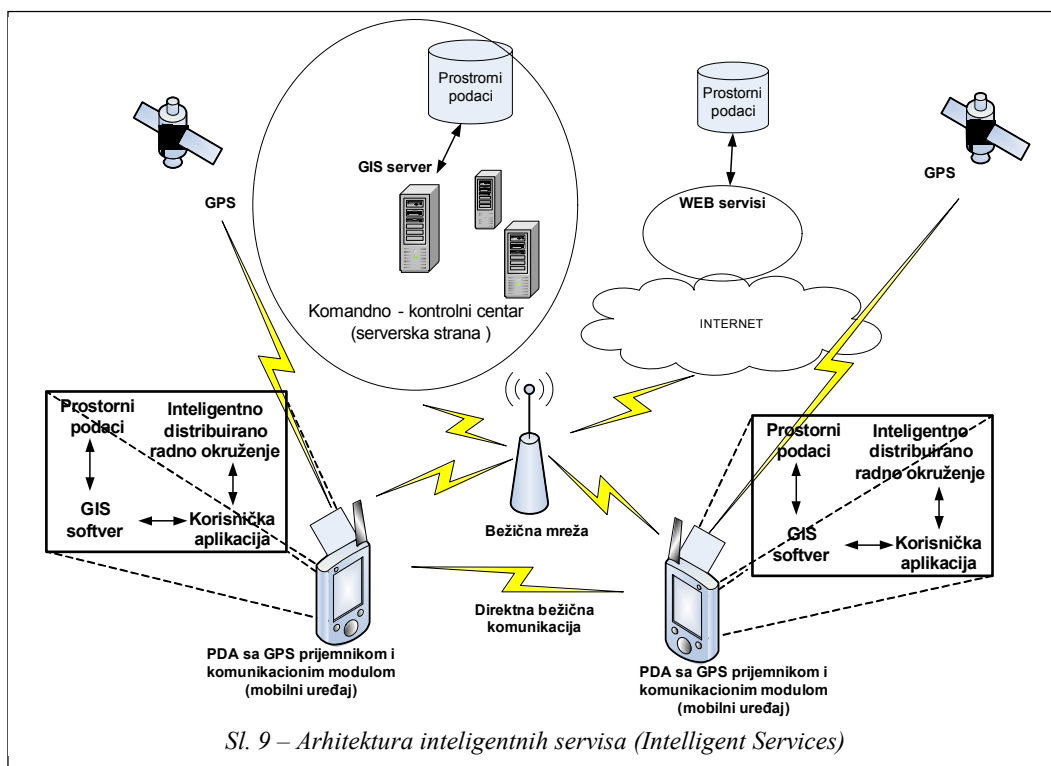 Prostrorni
podaci
Prostorni
podaci
GIS server
GPS
GPS
WEB servisi
Komandno - kontrolni centar
(serverska strana )
INTERNET
Prostorni
podaci
Inteligentno
distribuirano
radno okruženje
GIS
softver
Korisnička
aplikacija
Bežična mreža
Prostorni
podaci
Inteligentno
distribuirano
radno okruženje
GIS
softver
Korisnička
aplikacija
Direktna bežična
komunikacija
PDA sa GPS prijemnikom i
komunikacionim modulom
(mobilni uređaj)
PDA sa GPS prijemnikom i
komunikacionim modulom
(mobilni uređaj)
Sl. 9 – Arhitektura inteligentnih servisa (Intelligent Services)